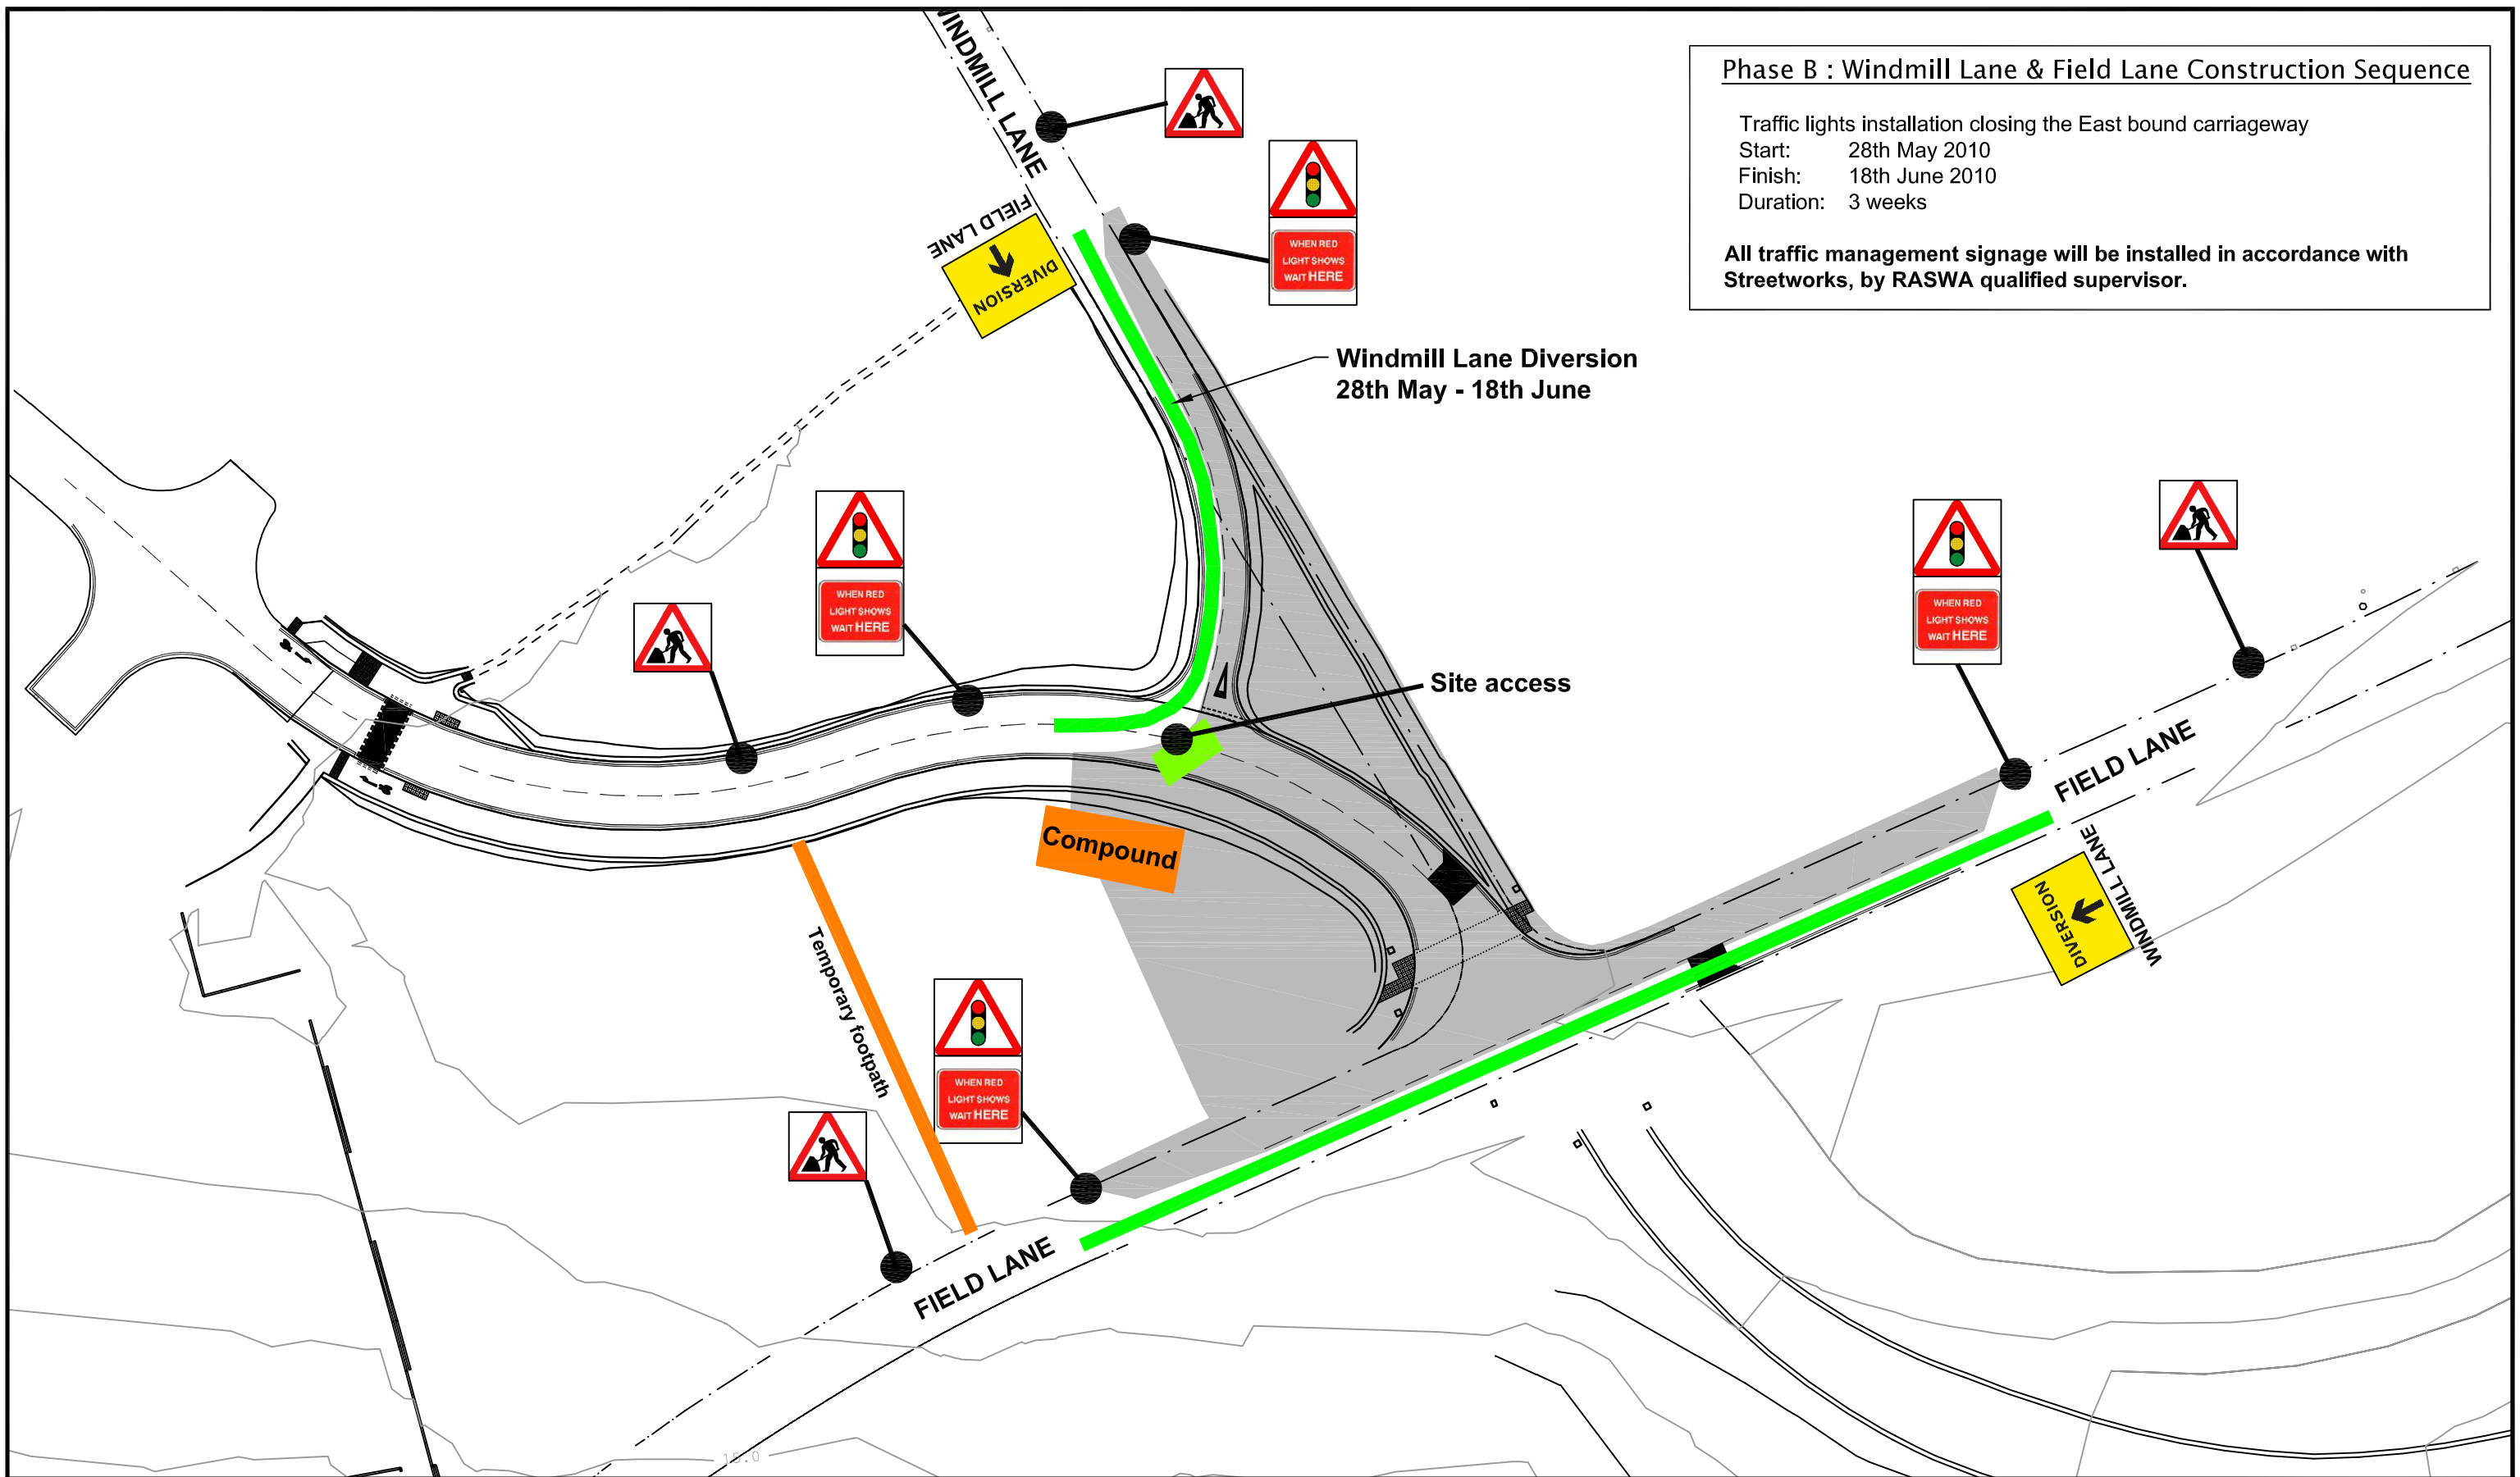 WINDMILL LANE
Phase B : Windmill Lane & Field Lane Construction Sequence
Traffic lights installation closing the East bound carriageway
Start: 28th May 2010
Finish: 18th June 2010
Duration: 3 weeks
All traffic management signage will be installed in accordance with
Streetworks, by RASWA qualified supervisor.
FIELD LANE
DIVERSION
WHEN RED
LIGHT SHOWS
WAIT HERE
Windmill Lane Diversion
28th May - 18th June
WHEN RED
LIGHT SHOWS
WAIT HERE
WHEN RED
LIGHT SHOWS
WAIT HERE
Site access
FIELD LANE
Compound
WINDMILL LANE
DIVERSION
Temporary footpath
WHEN RED
LIGHT SHOWS
WAIT HERE
FIELD LANE
15.0